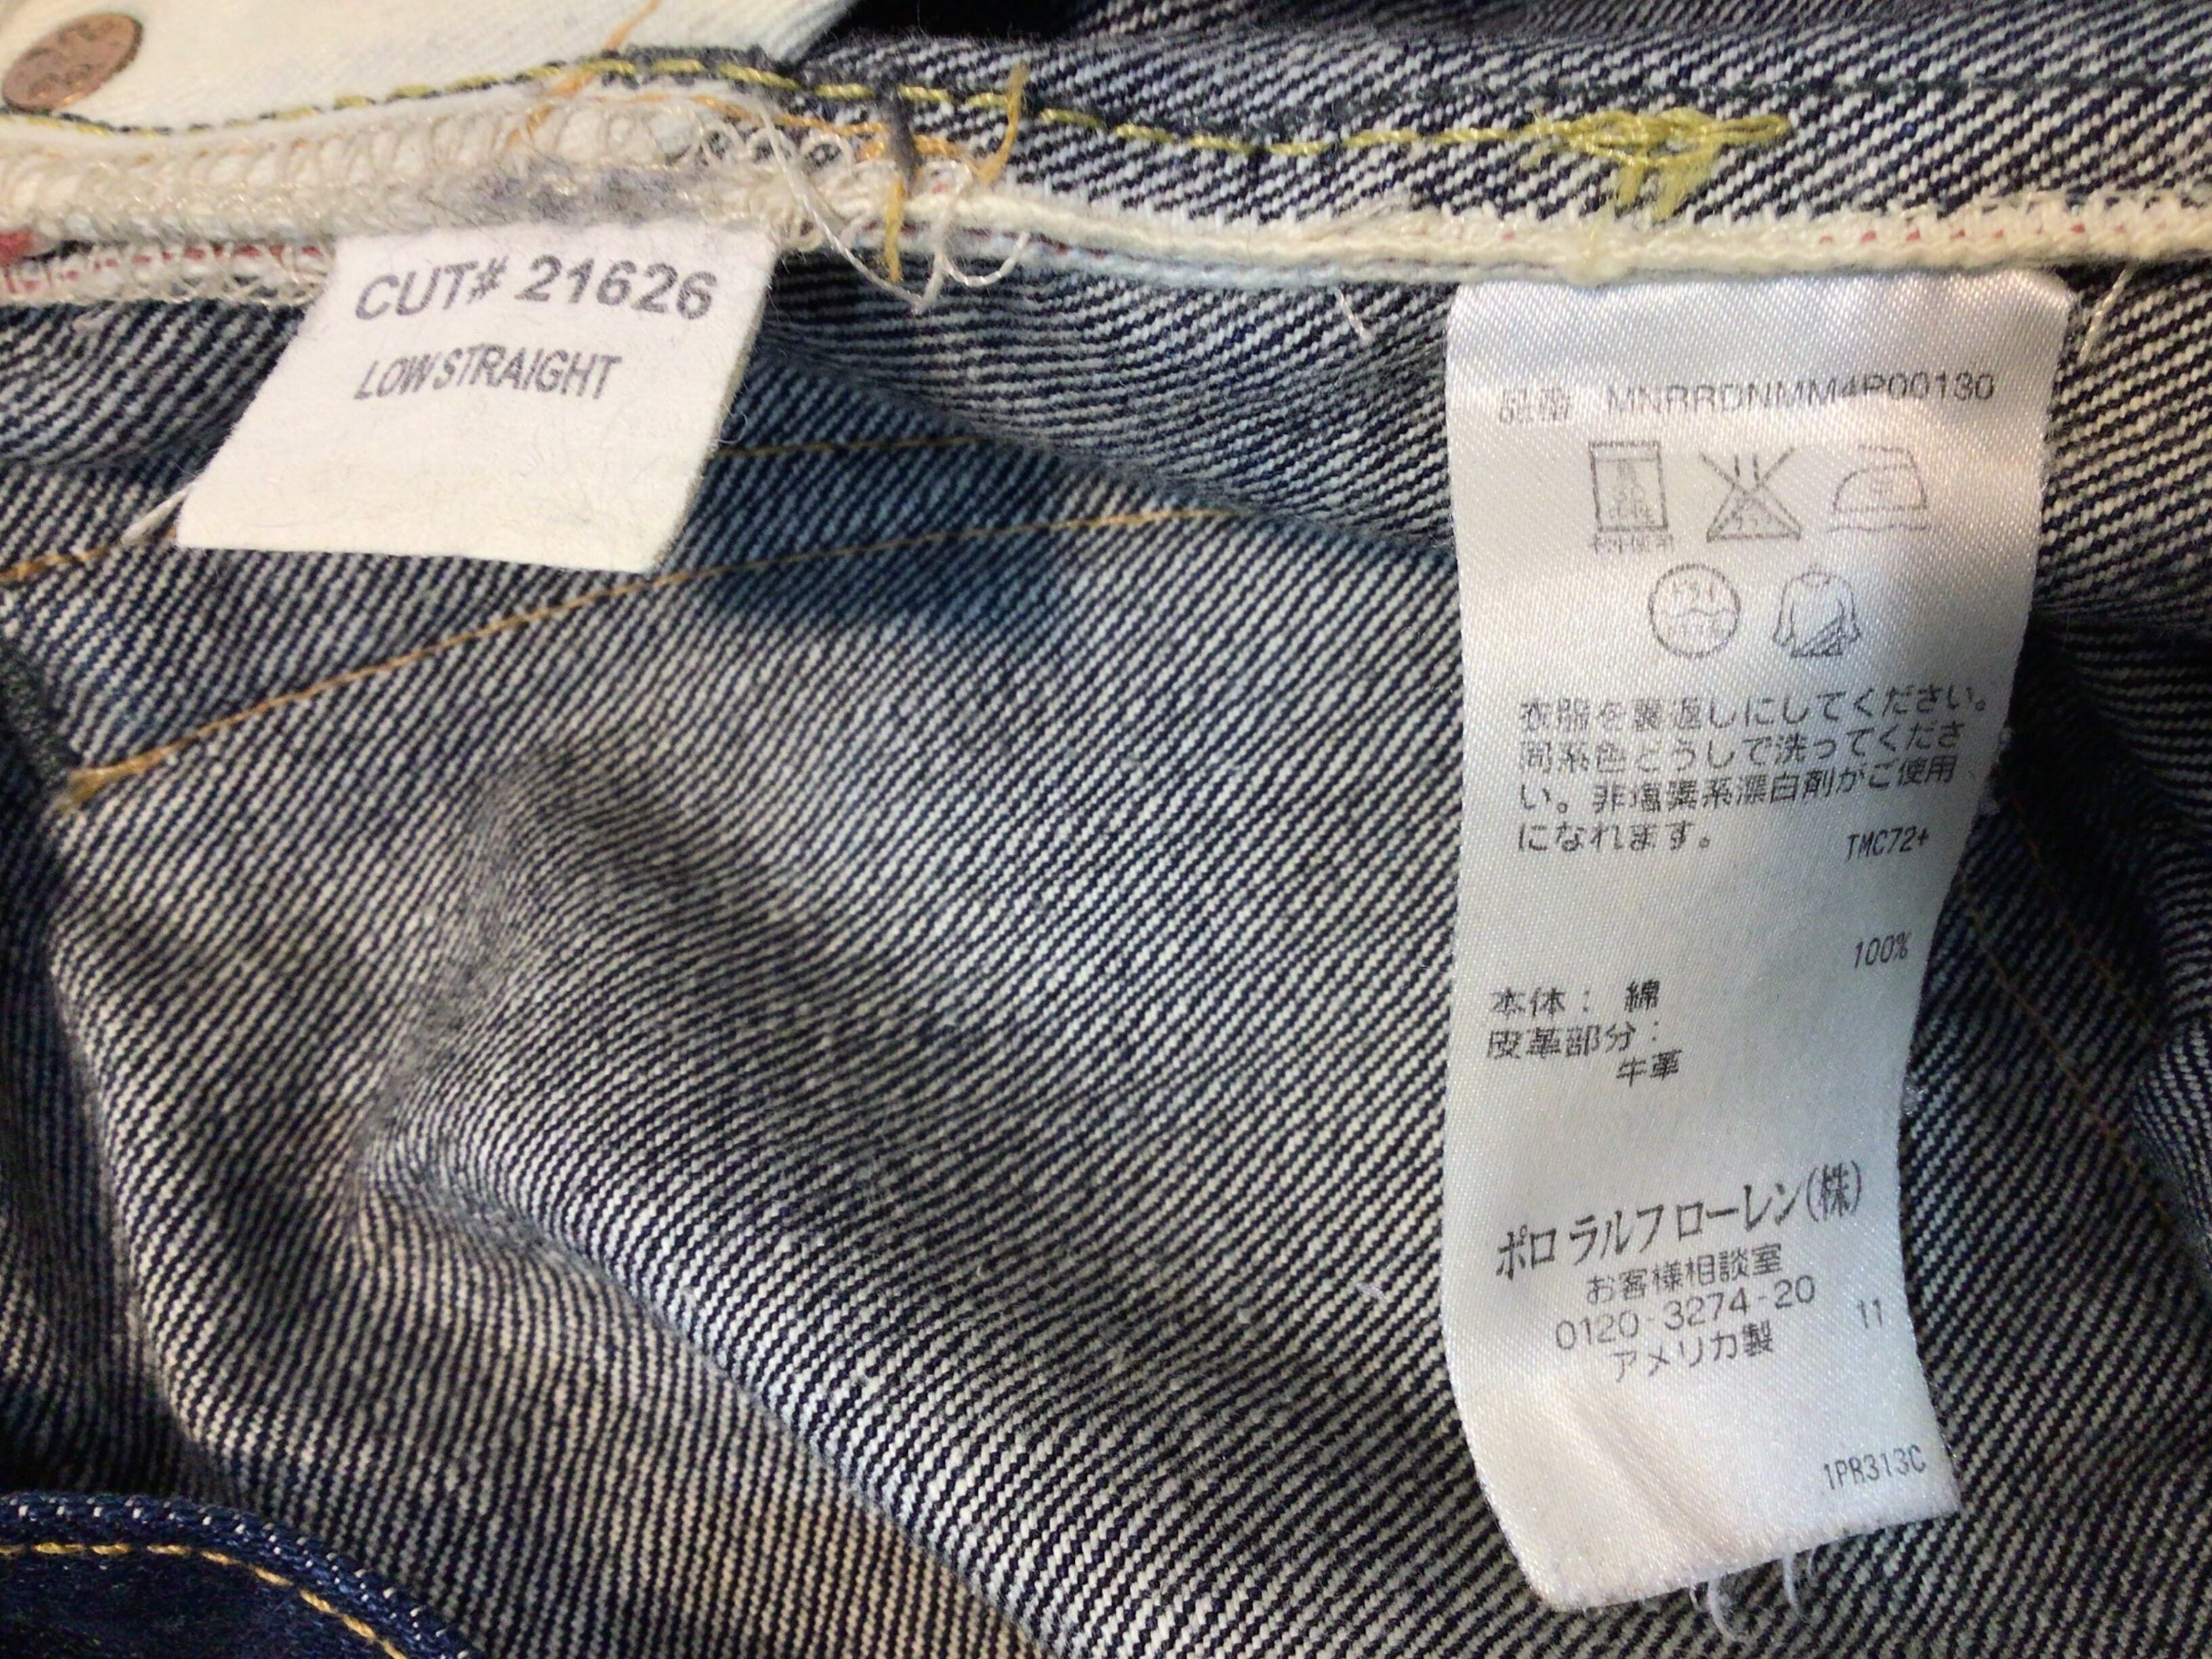 CUT# 21626
LOW STRAIGHT
品番 MNRRDNMM4P00130
衣服を裏返しにしてください。
同系色どうしで洗ってくださ
い。非塩素系漂白剤がご使用
になれます。
TMC72+
100%
本体: 綿
皮革部分:
牛革
ポロ ラルフ ローレン(株)
お客様相談室
0120-3274-20
11
アメリカ製
1PR313C